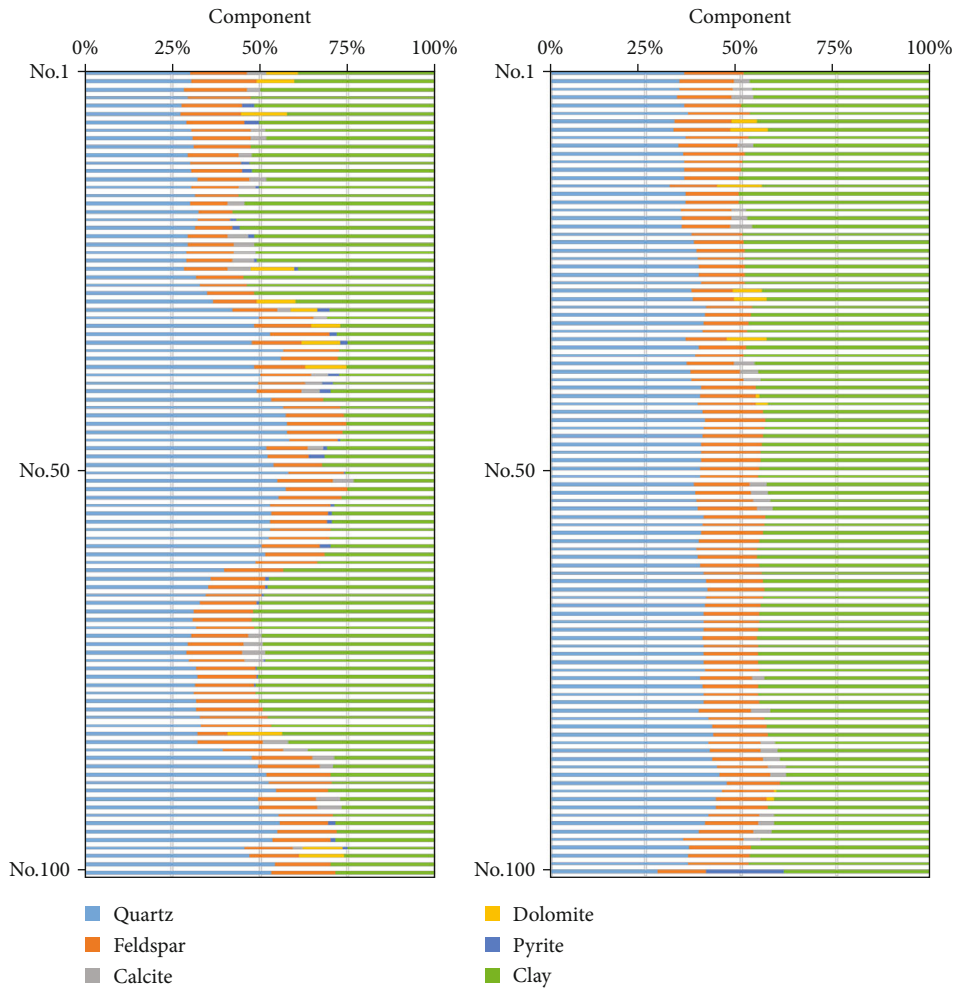 Component
0% 25% 50% 75% 100%
No.1
No.50
No.100
Component
0% 25% 50% 75% 100%
No.1
No.50
No.100
Quartz
Feldspar
Calcite
Dolomite
Pyrite
Clay